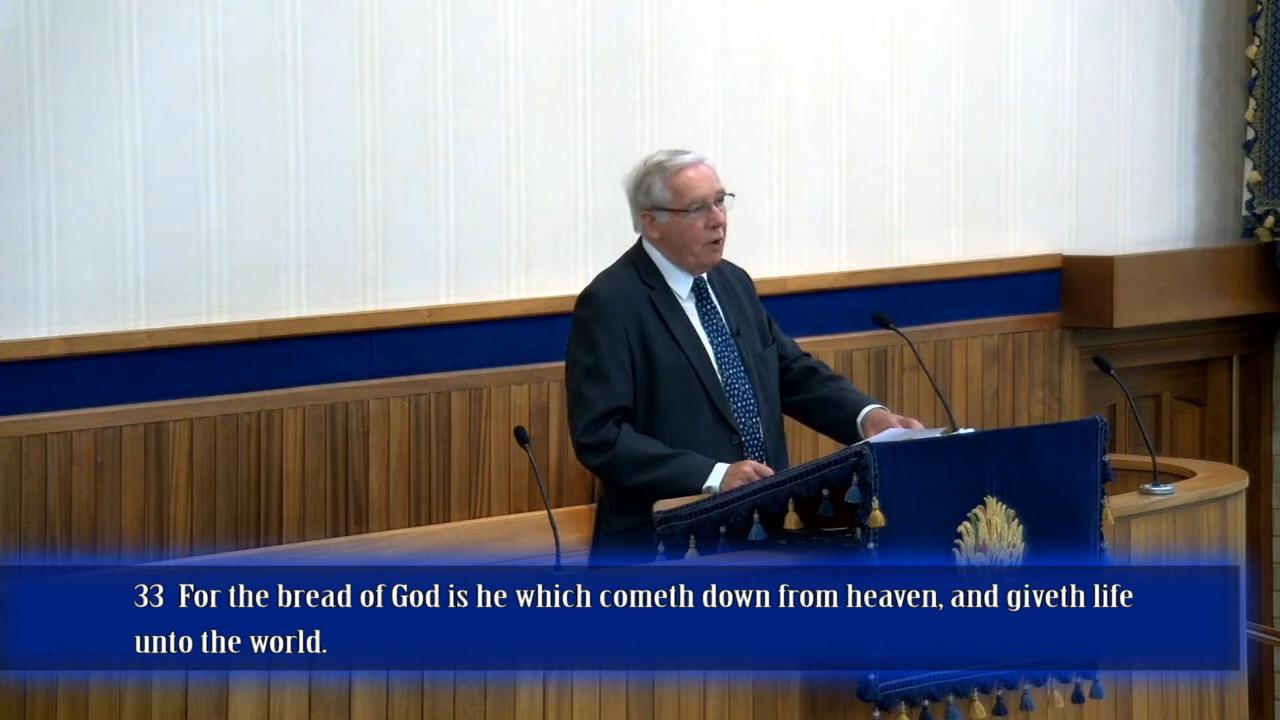 33 For the bread of God is he which cometh down from heaven, and giveth life
unto the world.